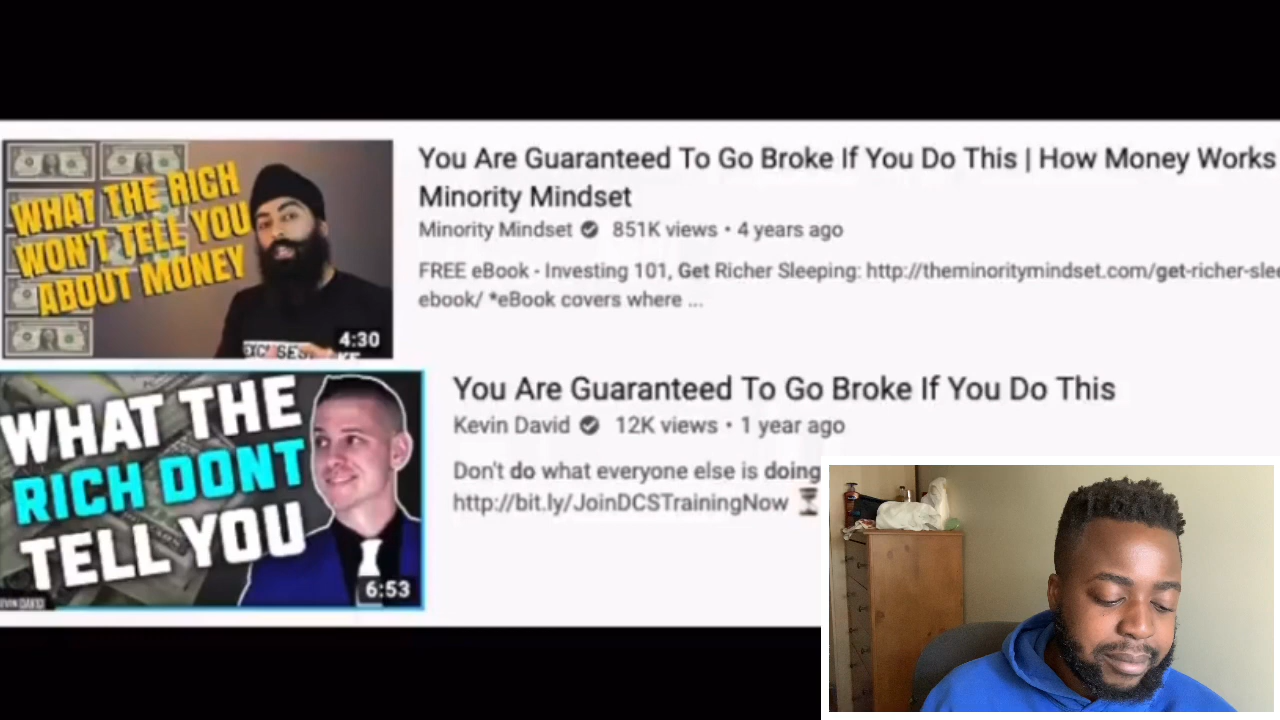 WHAT THE RICH
WON'T TELL YOU
ABOUT MONEY
4:30
You Are Guaranteed To Go Broke If You Do This | How Money Works
Minority Mindset
Minority Mindset 851K views • 4 years ago
FREE eBook - Investing 101, Get Richer Sleeping: http://theminoritymindset.com/get-richer-slee
ebook/ *eBook covers where ...
WHAT THE
RICH DONT
TELL YOU
6:53
You Are Guaranteed To Go Broke If You Do This
Kevin David 12K views • 1 year ago
Don't do what everyone else is doing
http://bit.ly/JoinDCSTrainingNow